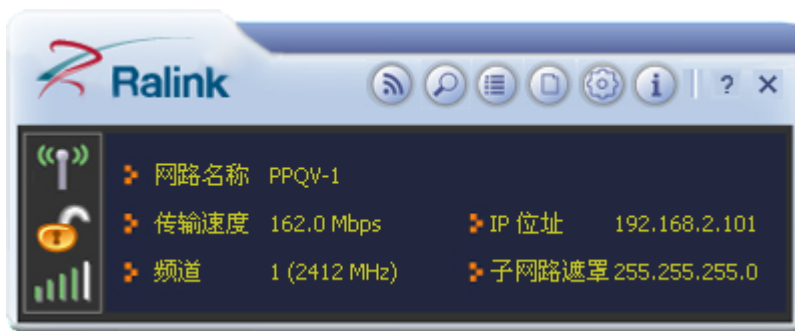 Ralink
? ×
网路名称 PPQV-1
传输速度 162.0 Mbps IP 位址 192.168.2.101
频道 1 (2412 MHz) 子网路遮罩 255.255.255.0